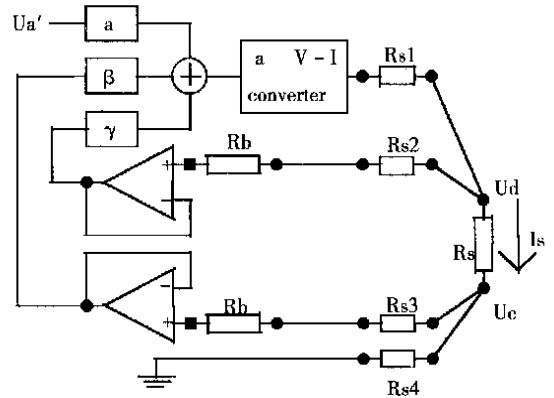 Ua′
a
β
γ
+
a V - I
converter
Rs1
Rb
Rs2
+
+
Ud
Rs
Is
Uc
−
+
Rb
Rs3
Rs4